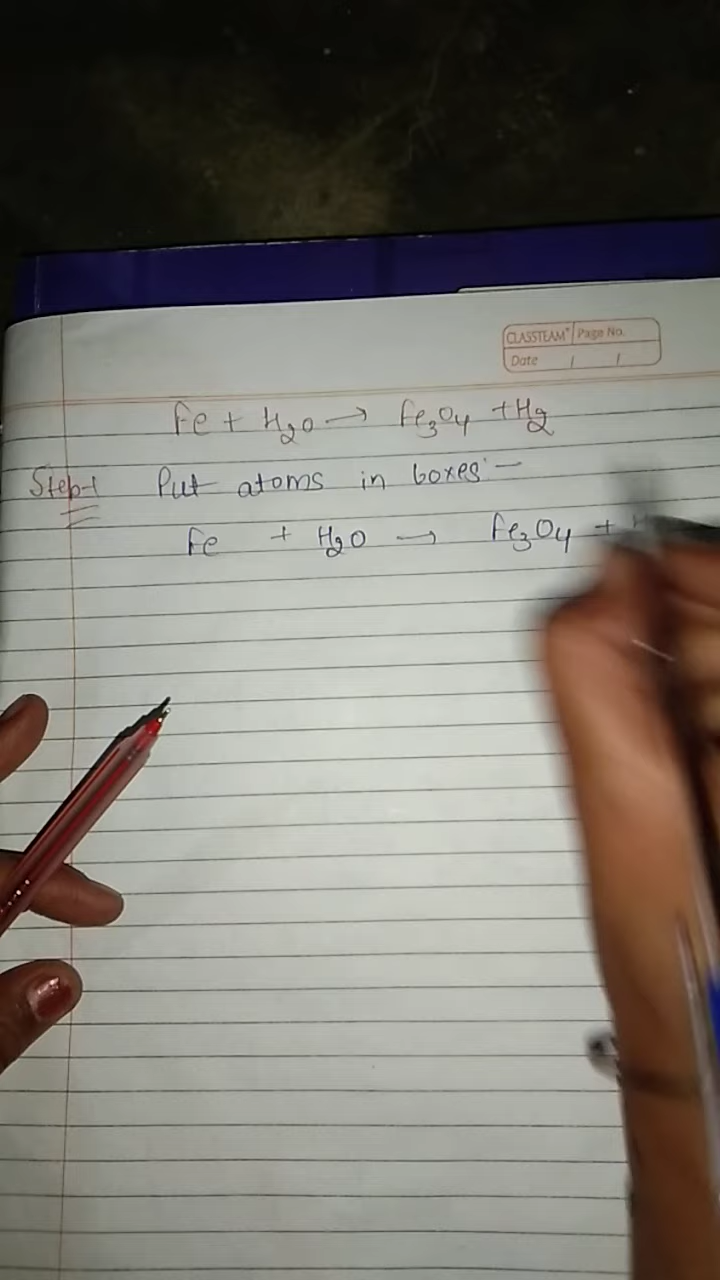 CLASSTEAM Page No.
Date / /
Fe + H2O → Fe3O4 + H2
Step-1 Put atoms in boxes:-
Fe + H2O → Fe3O4 +